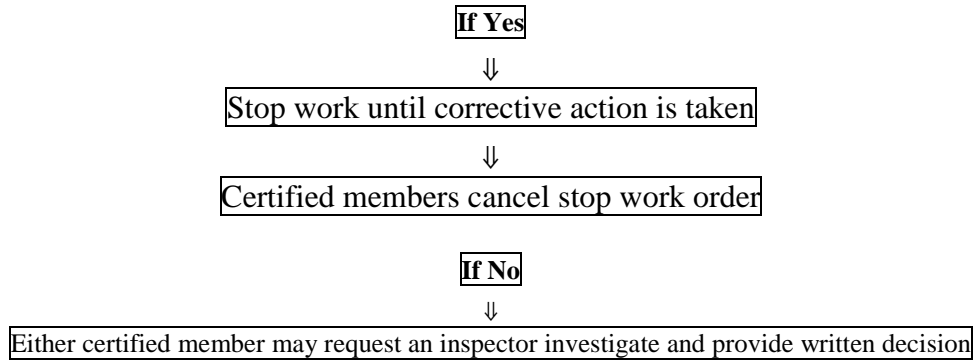 If Yes
⇓
Stop work until corrective action is taken
⇓
Certified members cancel stop work order
If No
⇓
Either certified member may request an inspector investigate and provide written decision